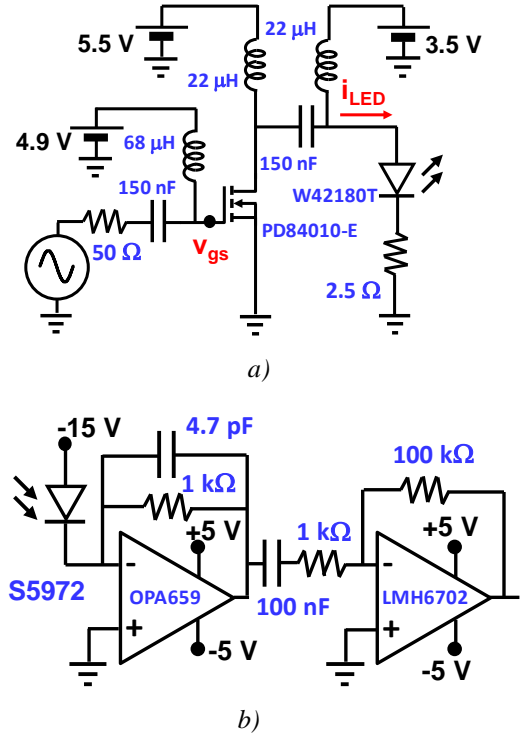 5.5 V
22 μH
3.5 V
22 μH
i_LED
4.9 V
68 μH
150 nF
150 nF
W42180T
PD84010-E
50 Ω
v_gs
2.5 Ω
a)
-15 V
4.7 pF
100 kΩ
1 kΩ
+5 V
1 kΩ
+5 V
-
-
S5972
OPA659
100 nF
LMH6702
+
+
-5 V
-5 V
b)